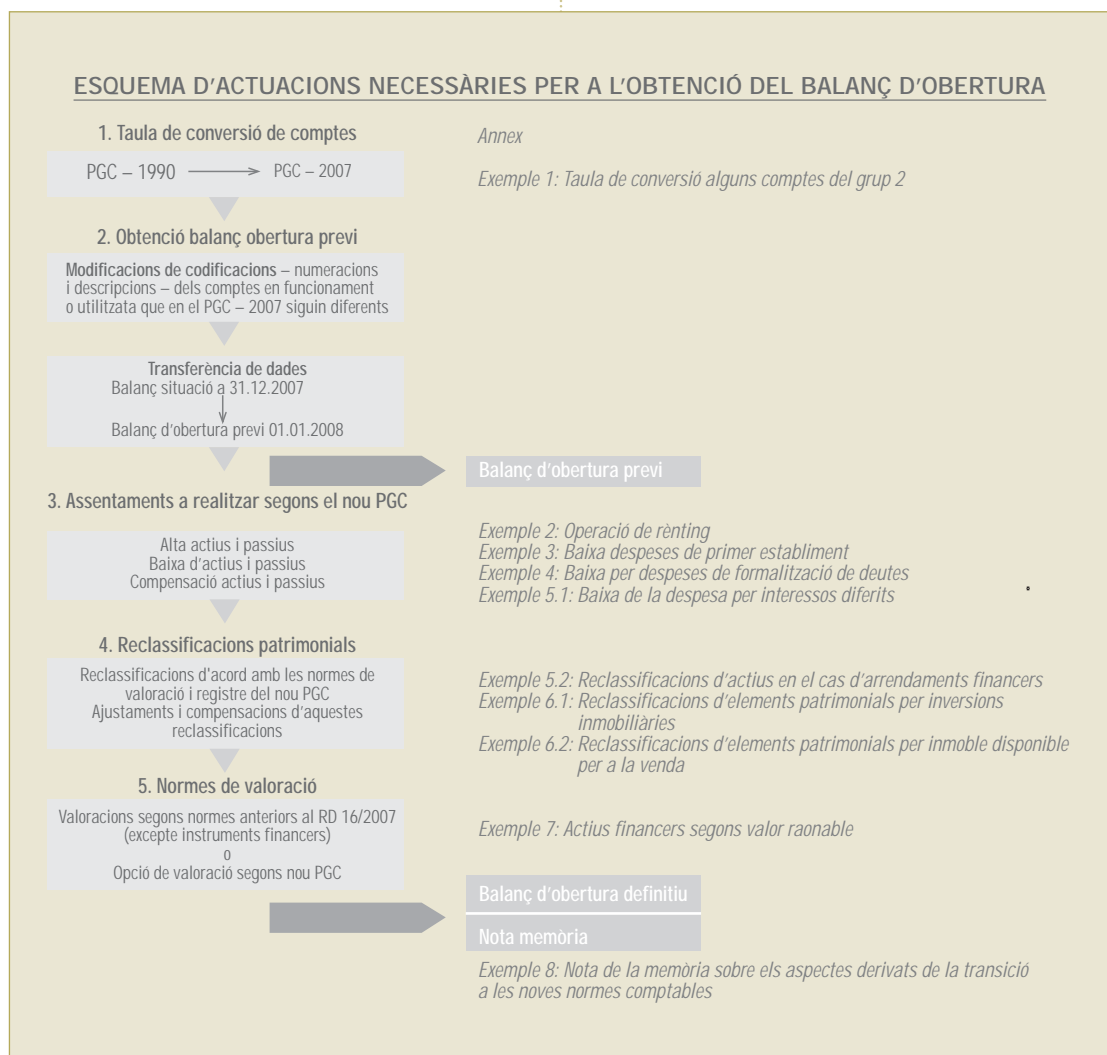 ESQUEMA D'ACTUACIONS NECESSÀRIES PER A L'OBTENCIÓ DEL BALANÇ D'OBERTURA
1. Taula de conversió de comptes
Annex
PGC – 1990
PGC – 2007
Exemple 1: Taula de conversió alguns comptes del grup 2
2. Obtenció balanç obertura previ
Modificacions de codificacions – numeracions
i descripcions – dels comptes en funcionament
o utilitzata que en el PGC – 2007 siguin diferents
Transferència de dades
Balanç situació a 31.12.2007
Balanç d'obertura previ 01.01.2008
Balanç d'obertura previ
3. Assentaments a realitzar segons el nou PGC
Alta actius i passius
Baixa d'actius i passius
Compensació actius i passius
Exemple 2: Operació de rènting
Exemple 3: Baixa despeses de primer establiment
Exemple 4: Baixa per despeses de formalització de deutes
Exemple 5.1: Baixa de la despesa per interessos diferits
4. Reclassificacions patrimonials
Reclassificacions d'acord amb les normes de
valoració i registre del nou PGC
Ajustaments i compensacions d'aquestes
reclassificacions
Exemple 5.2: Reclassificacions d'actius en el cas d'arrendaments financers
Exemple 6.1: Reclassificacions d'elements patrimonials per inversions
inmobiliàries
Exemple 6.2: Reclassificacions d'elements patrimonials per inmoble disponible
per a la venda
5. Normes de valoració
Valoracions segons normes anteriors al RD 16/2007
(excepte instruments financers)
o
Opció de valoració segons nou PGC
Exemple 7: Actius financers segons valor raonable
Balanç d'obertura definitiu
Nota memòria
Exemple 8: Nota de la memòria sobre els aspectes derivats de la transició
a les noves normes comptables